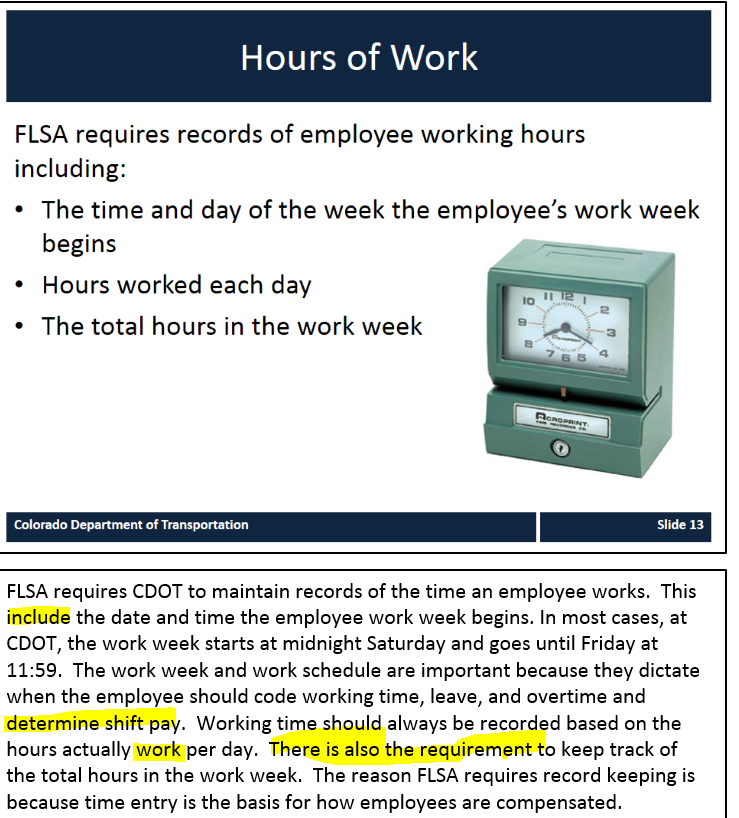 Hours of Work
FLSA requires records of employee working hours
including:
• The time and day of the week the employee’s work week
begins
• Hours worked each day
• The total hours in the work week
10 11 12 1
9 2
8 3
7 6 5 4
ACROPRINT
ACROPRINT.
TIME RECORDER CO.
Colorado Department of Transportation Slide 13
FLSA requires CDOT to maintain records of the time an employee works.  This
include the date and time the employee work week begins. In most cases, at
CDOT, the work week starts at midnight Saturday and goes until Friday at
11:59.  The work week and work schedule are important because they dictate
when the employee should code working time, leave, and overtime and
determine shift pay.  Working time should always be recorded based on the
hours actually work per day.  There is also the requirement to keep track of
the total hours in the work week.  The reason FLSA requires record keeping is
because time entry is the basis for how employees are compensated.